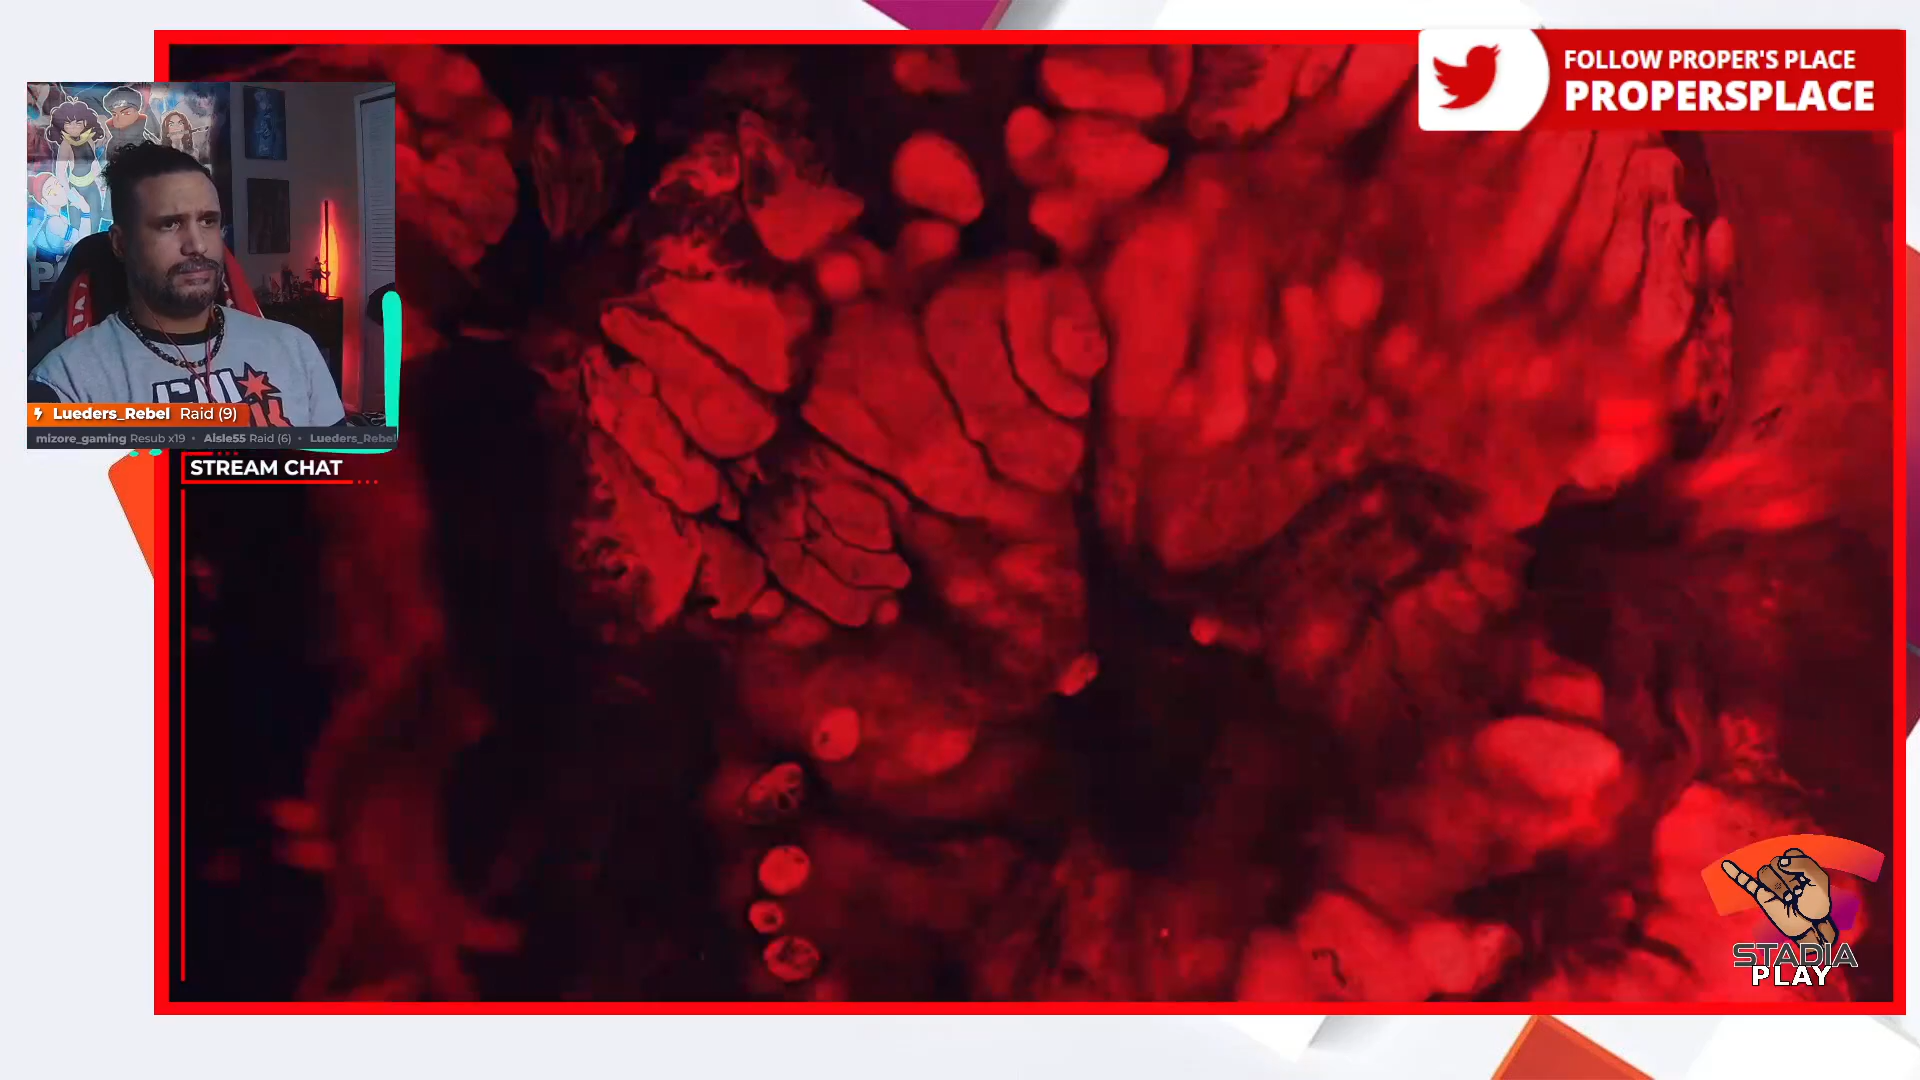 FOLLOW PROPER'S PLACE
PROPERSPLACE
Lueders_Rebel Raid (9)
mizore_gaming Resub x19 • Aisle55 Raid (6) • Lueders_Rebel
STREAM CHAT
STADIA
PLAY